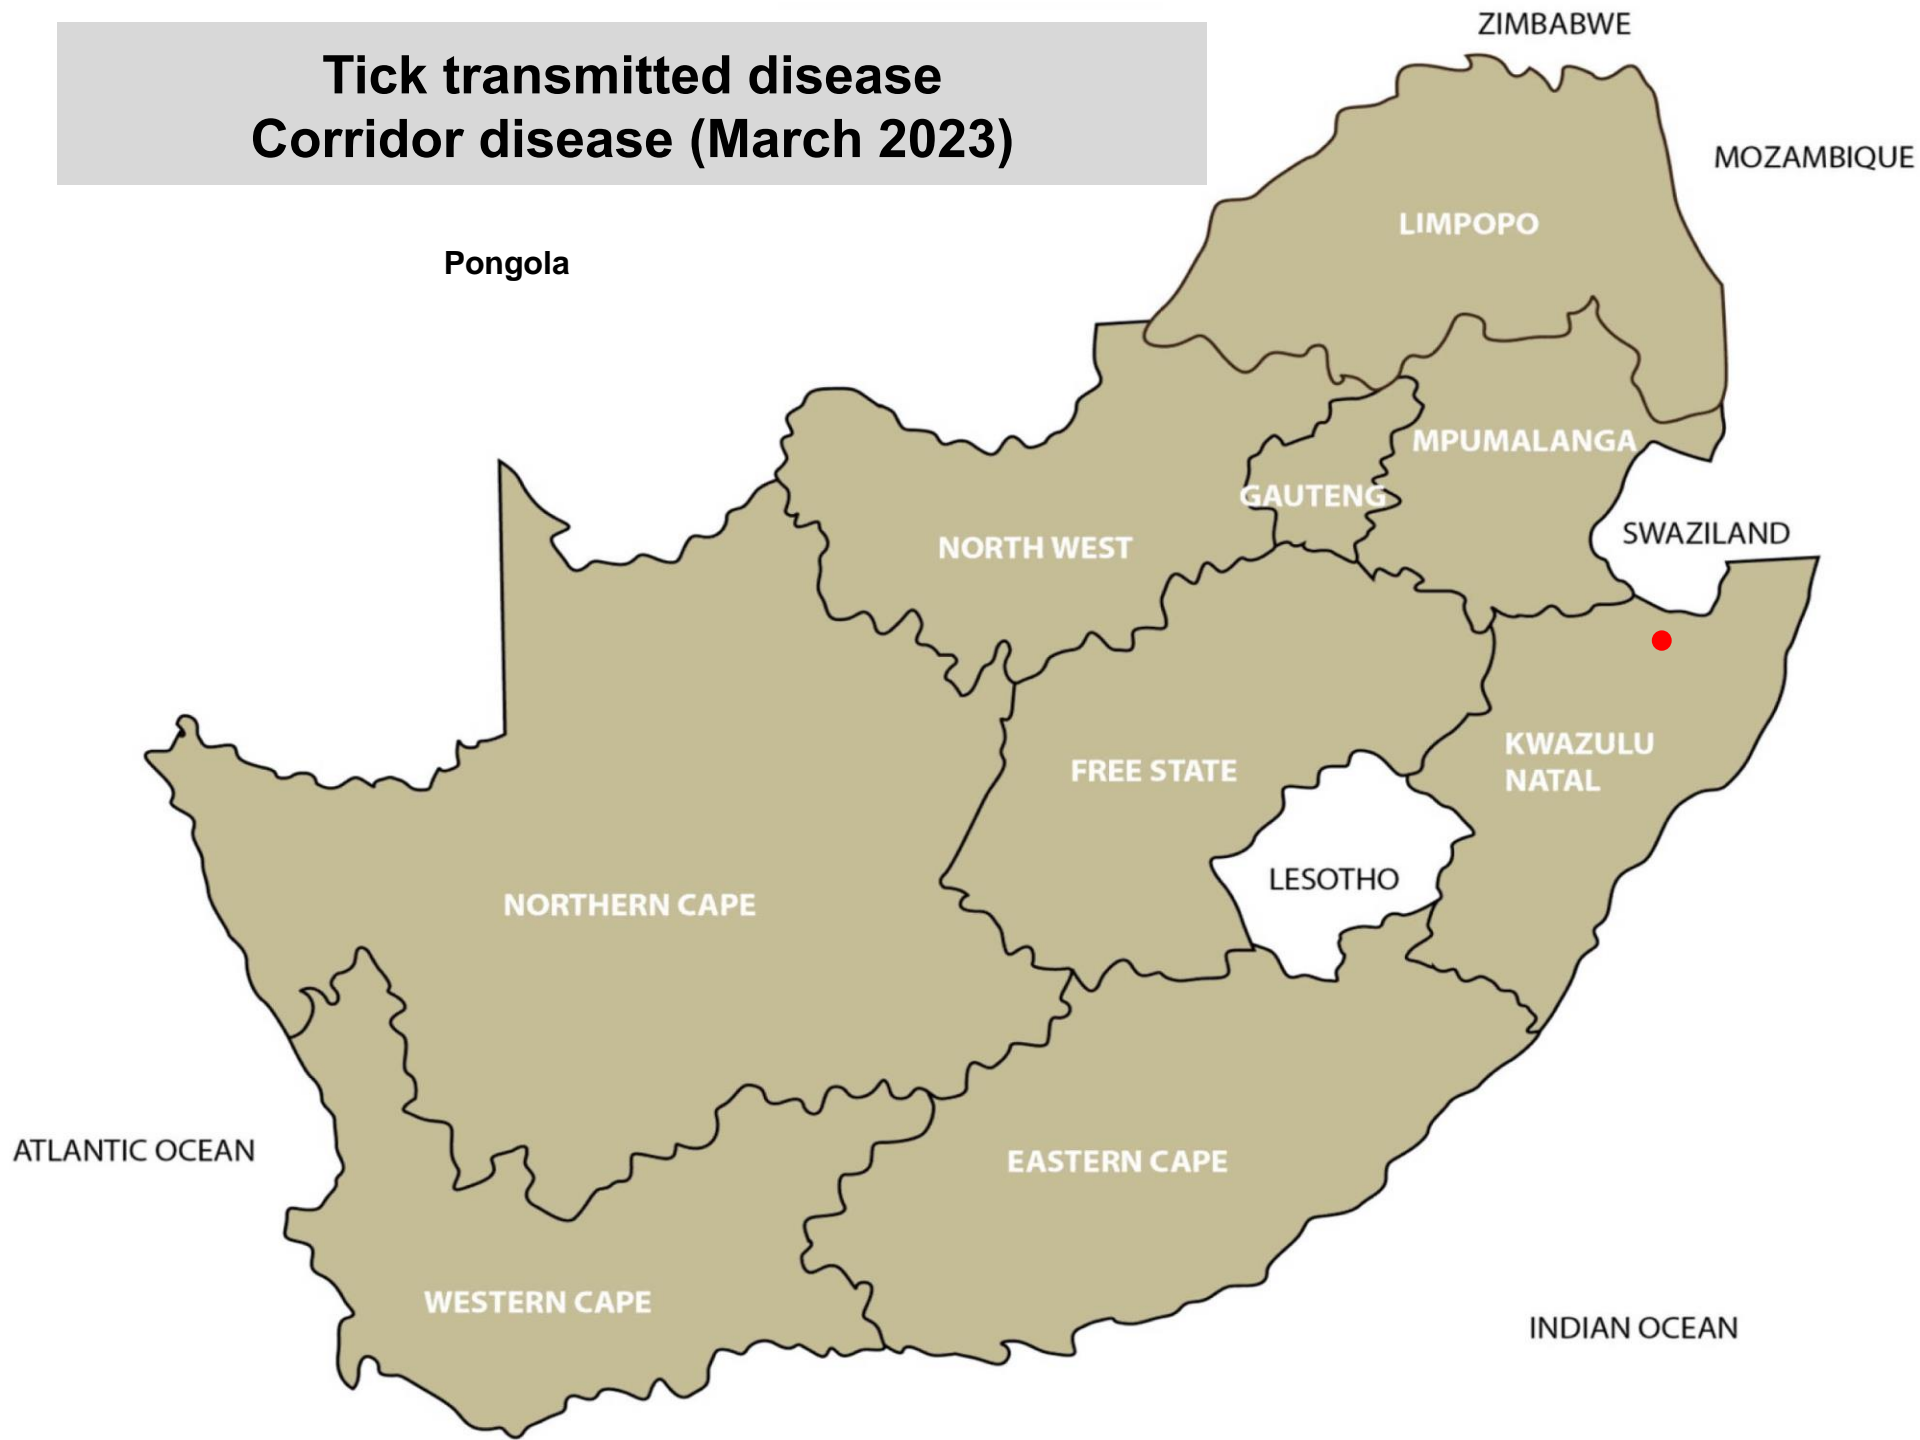 Tick transmitted disease
Corridor disease (March 2023)
ZIMBABWE
MOZAMBIQUE
LIMPOPO
Pongola
MPUMALANGA
GAUTENG
SWAZILAND
NORTH WEST
KWAZULU
NATAL
FREE STATE
LESOTHO
NORTHERN CAPE
ATLANTIC OCEAN
EASTERN CAPE
WESTERN CAPE
INDIAN OCEAN